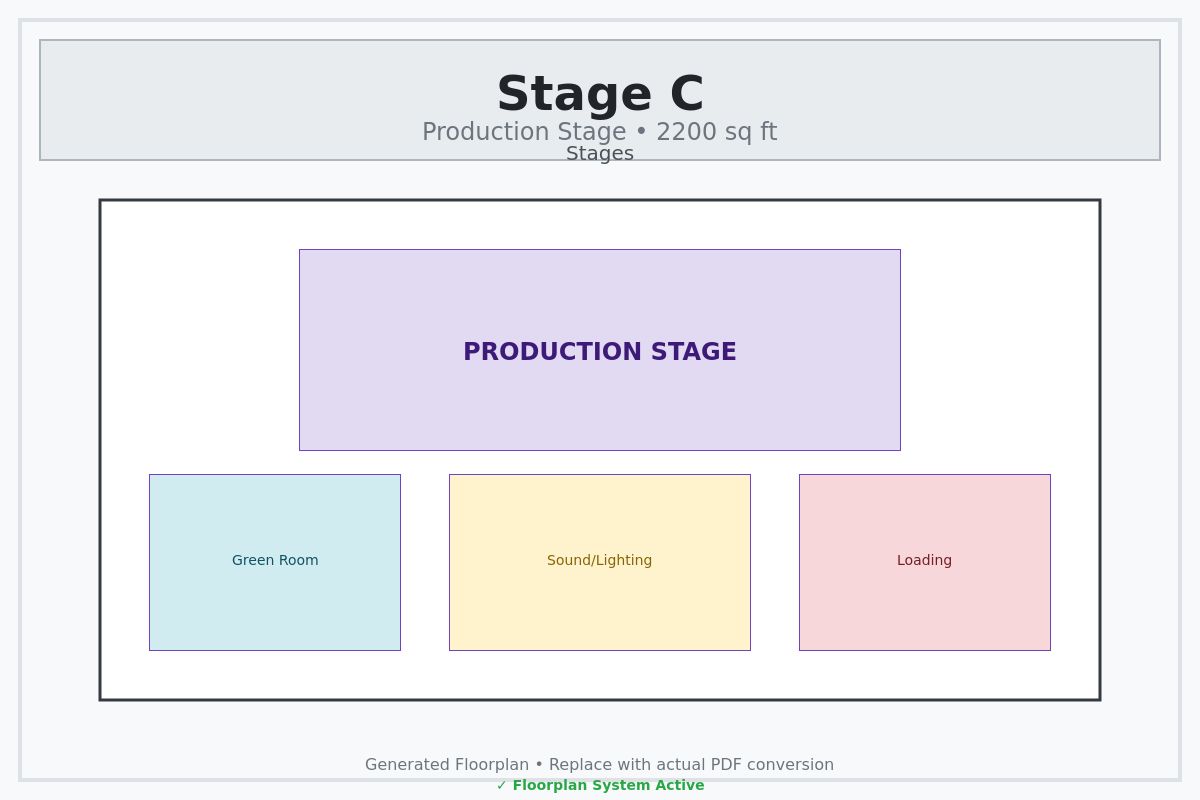 Stage C
Production Stage • 2200 sq ft
Stages
PRODUCTION STAGE
Green Room
Sound/Lighting
Loading
Generated Floorplan • Replace with actual PDF conversion
✓ Floorplan System Active